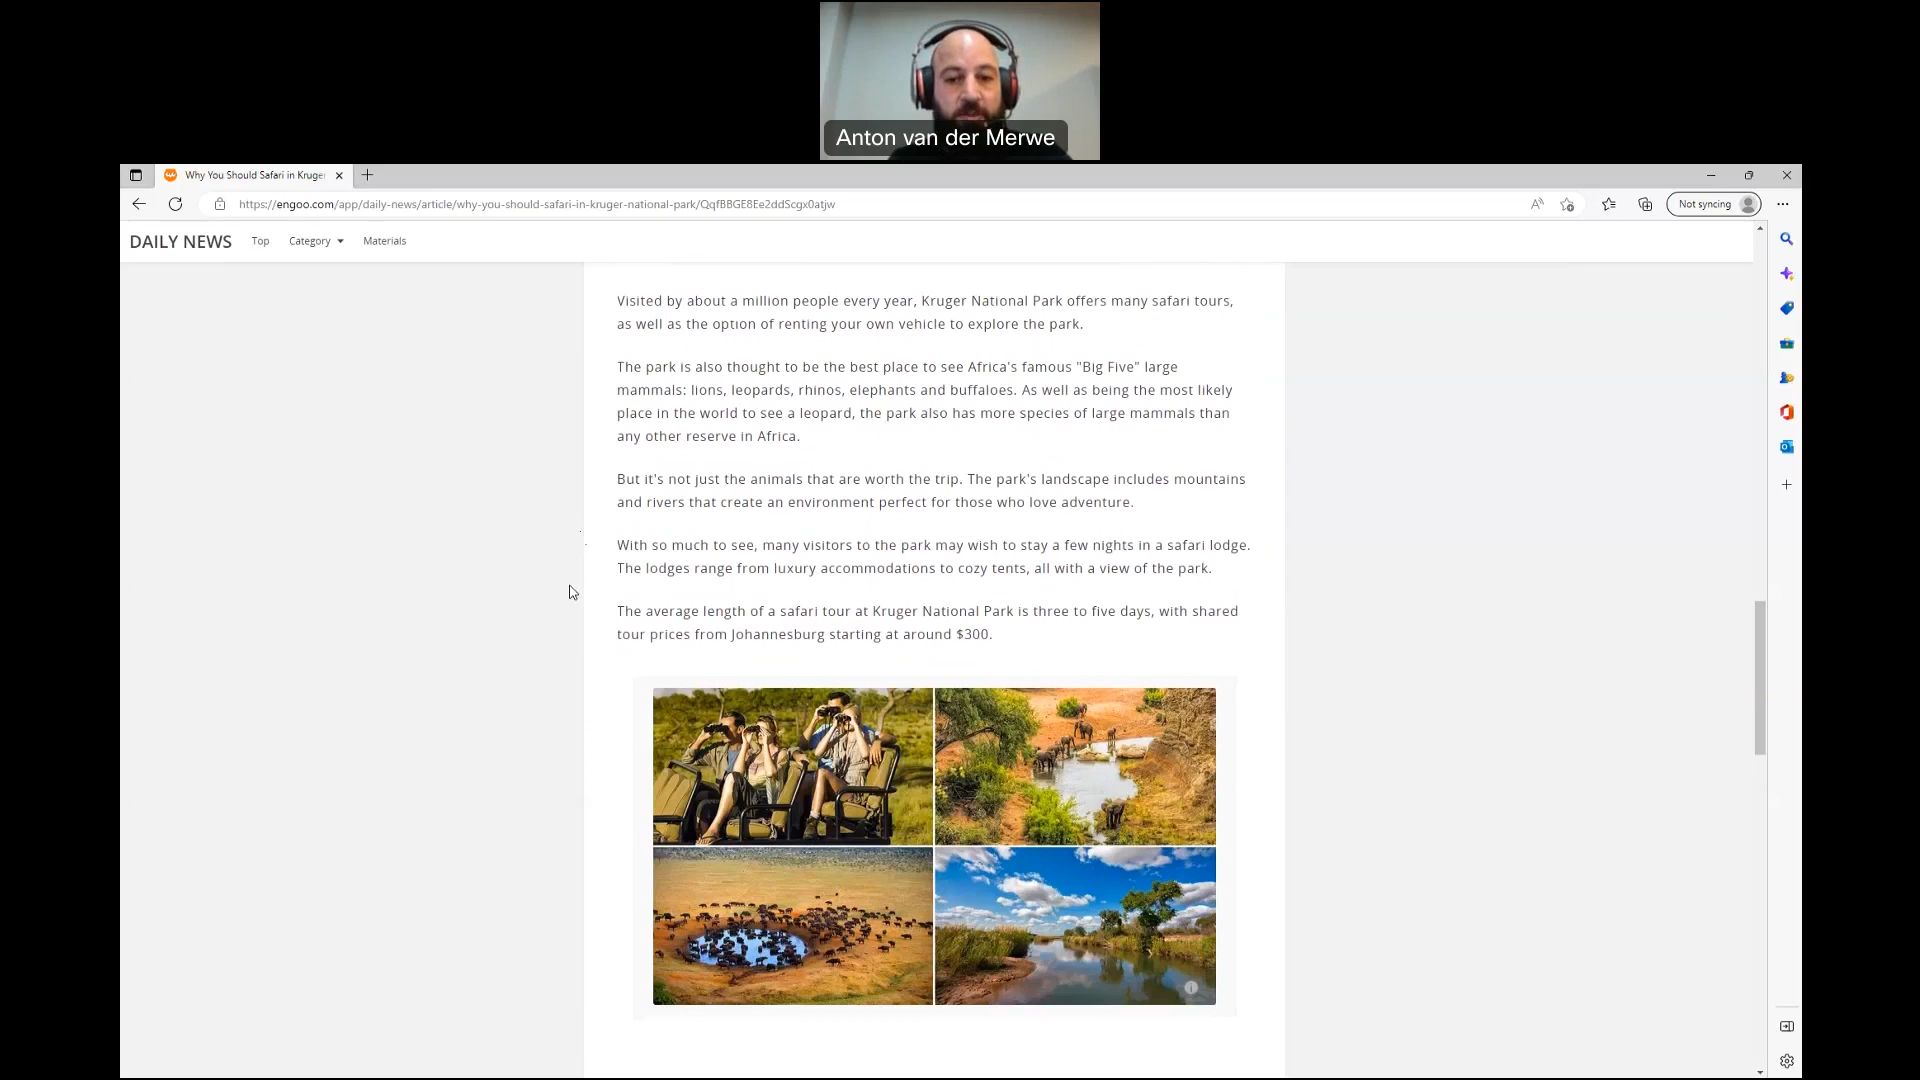 Anton van der Merwe
Why You Should Safari in Kruger
https://engoo.com/app/daily-news/article/why-you-should-safari-in-kruger-national-park/QqfBBGE8Ee2ddScgx0atjw
Not syncing
DAILY NEWS Top Category Materials
Visited by about a million people every year, Kruger National Park offers many safari tours,
as well as the option of renting your own vehicle to explore the park.
The park is also thought to be the best place to see Africa's famous "Big Five" large
mammals: lions, leopards, rhinos, elephants and buffaloes. As well as being the most likely
place in the world to see a leopard, the park also has more species of large mammals than
any other reserve in Africa.
But it's not just the animals that are worth the trip. The park's landscape includes mountains
and rivers that create an environment perfect for those who love adventure.
With so much to see, many visitors to the park may wish to stay a few nights in a safari lodge.
The lodges range from luxury accommodations to cozy tents, all with a view of the park.
The average length of a safari tour at Kruger National Park is three to five days, with shared
tour prices from Johannesburg starting at around $300.